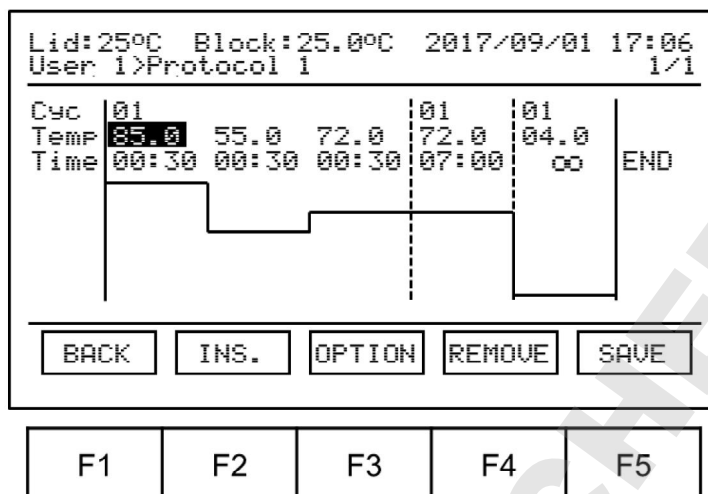 Lid:25ºC Block:25.0ºC 2017/09/01 17:06
User 1>Protocol 1 1/1
Cyc 01 01 01
Temp 85.0 55.0 72.0 72.0 04.0
Time 00:30 00:30 00:30 07:00 ∞ END
BACK INS. OPTION REMOVE SAVE
F1 F2 F3 F4 F5